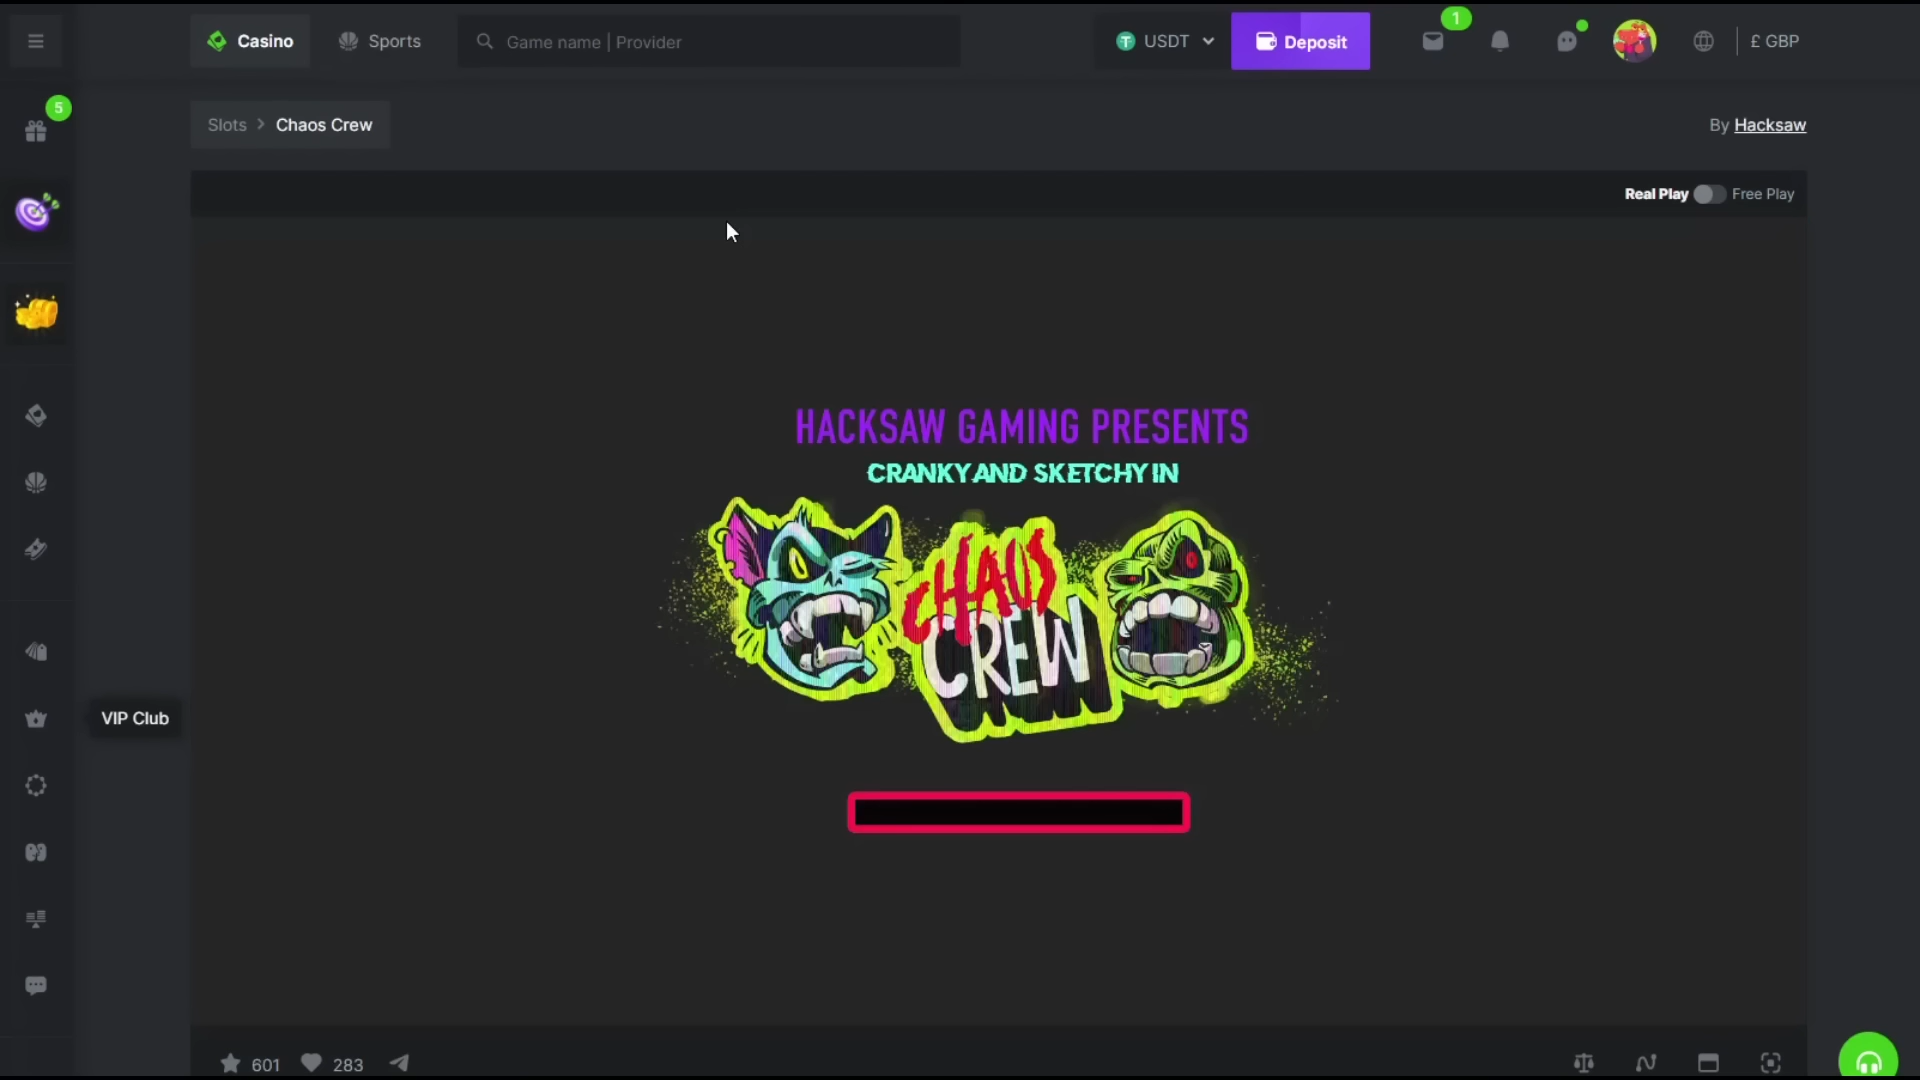 Casino
Sports
Game name | Provider
USDT
Deposit
1
£ GBP
5
Slots > Chaos Crew
By Hacksaw
Real Play
Free Play
HACKSAW GAMING PRESENTS
CRANKY AND SKETCHY IN
CHAOS
CREW
VIP Club
601
283